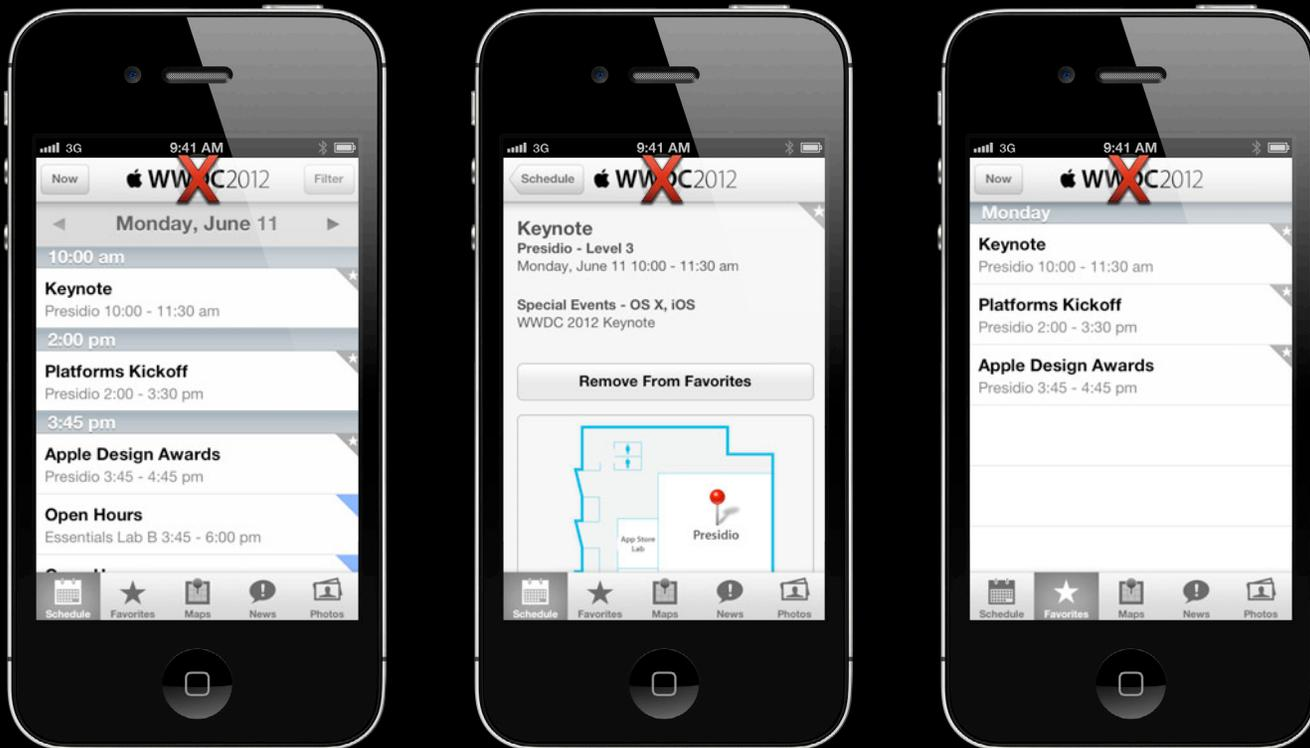 3G 9:41 AM
Now WWDC2012 Filter
Monday, June 11
10:00 am
Keynote
Presidio 10:00 - 11:30 am
2:00 pm
Platforms Kickoff
Presidio 2:00 - 3:30 pm
3:45 pm
Apple Design Awards
Presidio 3:45 - 4:45 pm
Open Hours
Essentials Lab B 3:45 - 6:00 pm
Schedule Favorites Maps News Photos
3G 9:41 AM
Schedule WWDC2012
Keynote
Presidio - Level 3
Monday, June 11 10:00 - 11:30 am
Special Events - OS X, iOS
WWDC 2012 Keynote
Remove From Favorites
Presidio
App Store
Lab
Schedule Favorites Maps News Photos
3G 9:41 AM
Now WWDC2012
Monday
Keynote
Presidio 10:00 - 11:30 am
Platforms Kickoff
Presidio 2:00 - 3:30 pm
Apple Design Awards
Presidio 3:45 - 4:45 pm
Schedule Favorites Maps News Photos